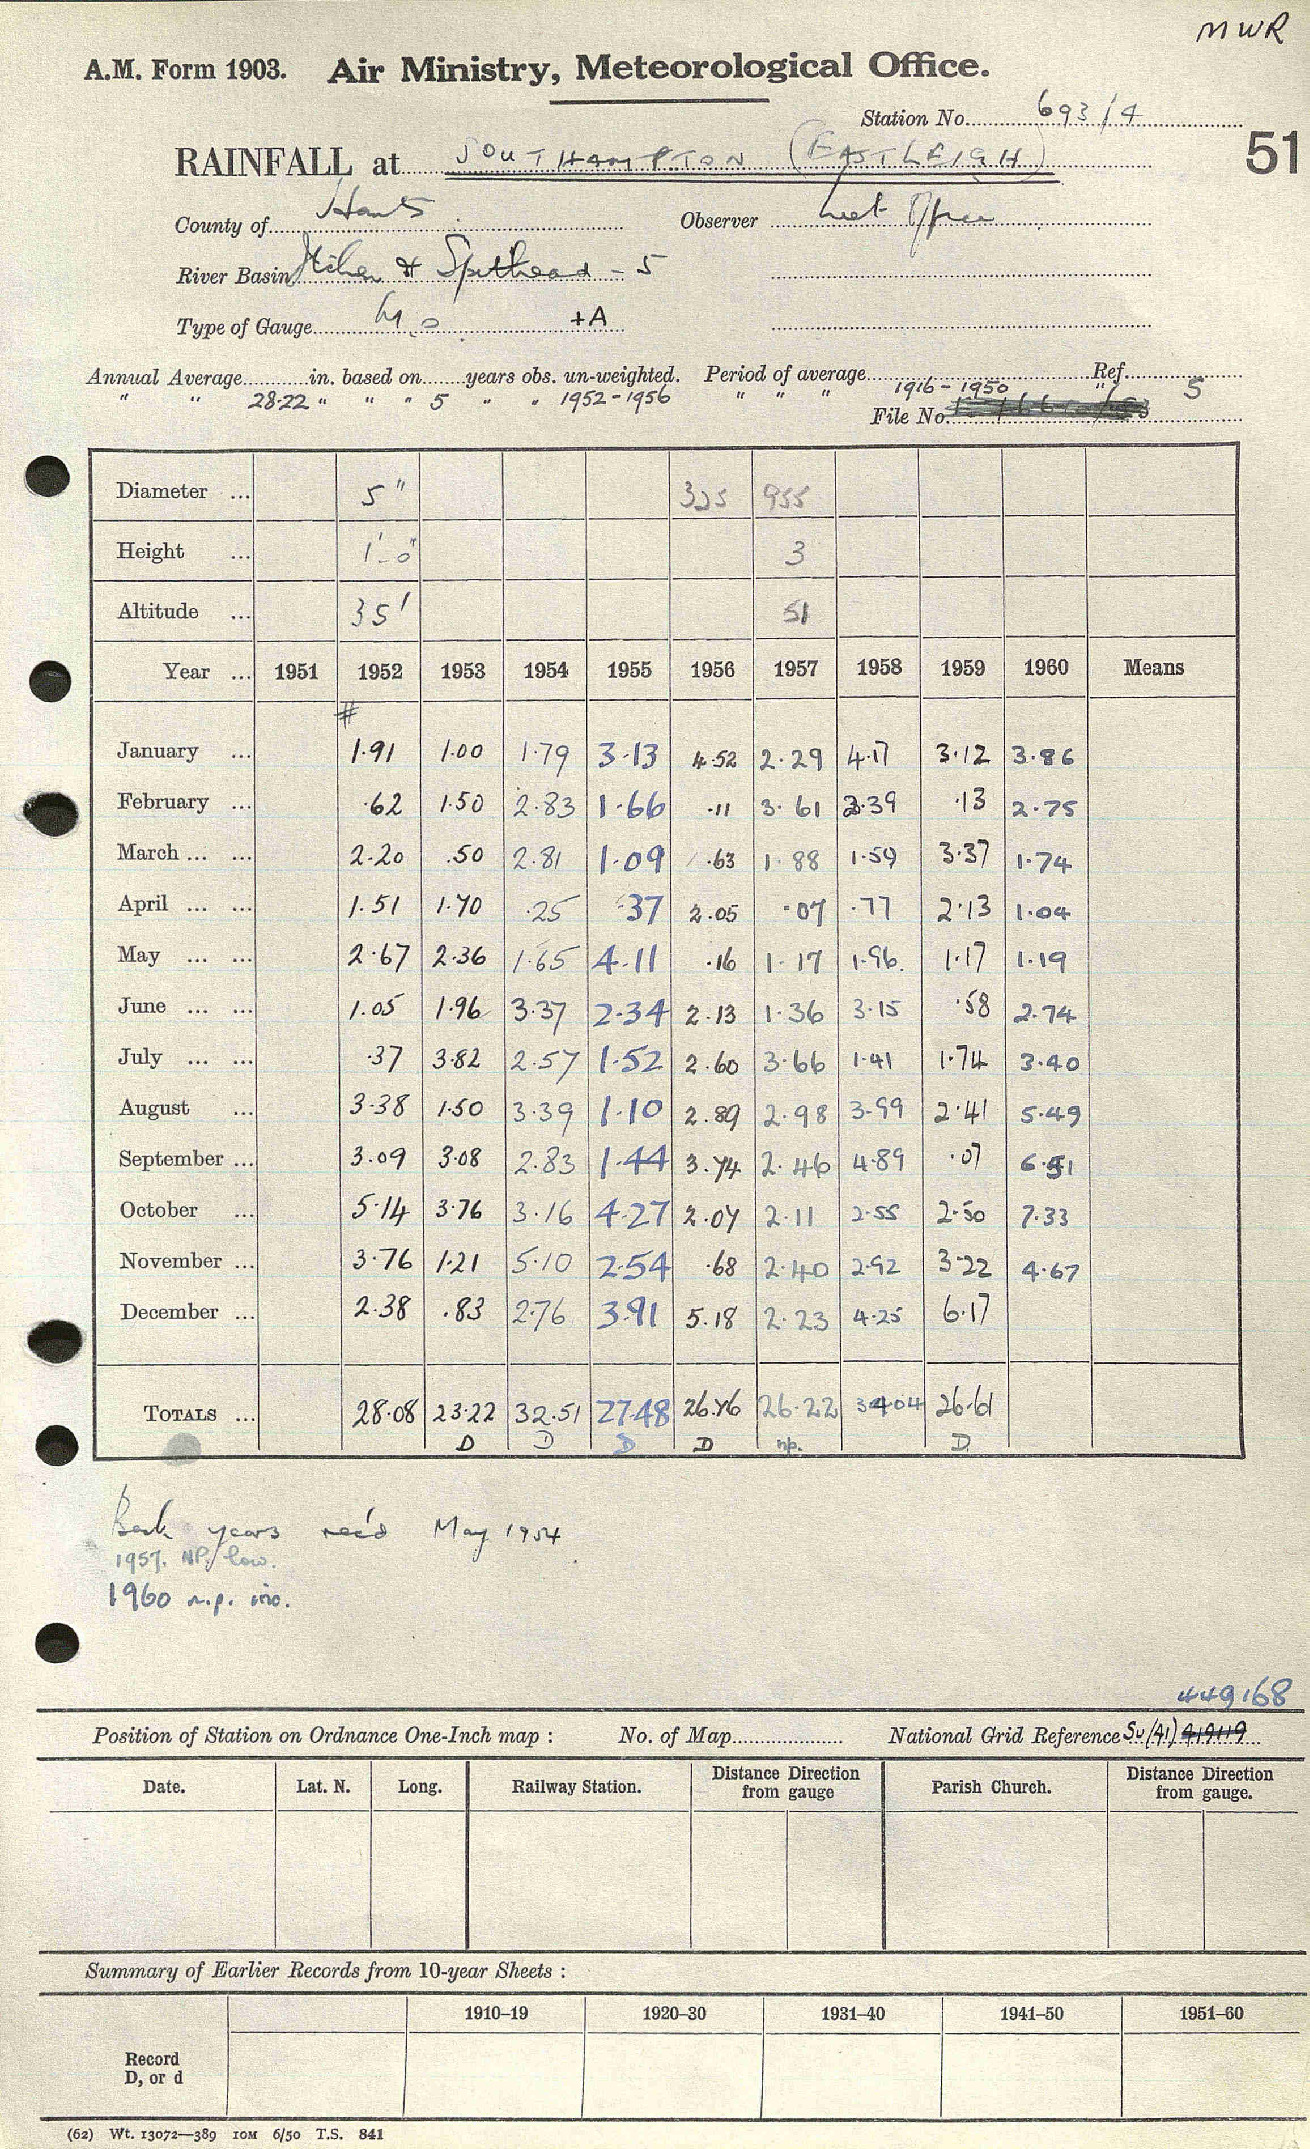 MWR
A.M. Form 1903. Air Ministry, Meteorological Office.
Station No. 693/4
51
RAINFALL at SOUTHAMPTON (EASTLEIGH)
County of Hants Observer Met Office
River Basin Itchen & Spithead - 5
Type of Gauge M.O +A
Annual Average in. based on years obs. un-weighted. Period of average Ref.
" " 28.22 " " " 5 " " 1952-1956 " " " 1916-1950 " 5
File No.
Diameter ... 5" 325 955
Height ... 1'-0" 3
Altitude ... 35' 51
Year ... 1951 1952 1953 1954 1955 1956 1957 1958 1959 1960 Means
#
January ... 1.91 1.00 1.79 3.13 4.52 2.29 4.17 3.12 3.86
February ... .62 1.50 2.83 1.66 .11 3.61 2.39 .13 2.75
March ... ... 2.20 .50 2.81 1.09 .63 1.88 1.59 3.37 1.74
April ... ... 1.51 1.70 .25 .37 2.05 .07 .77 2.13 1.04
May ... ... 2.67 2.36 1.65 4.11 .16 1.17 1.96 1.17 1.19
June ... ... 1.05 1.96 3.37 2.34 2.13 1.36 3.15 .58 2.74
July ... ... .37 3.82 2.57 1.52 2.60 3.66 1.41 1.74 3.40
August ... 3.38 1.50 3.39 1.10 2.89 2.98 3.99 2.41 5.49
September ... 3.09 3.08 2.83 1.44 3.74 2.46 4.89 .07 6.51
October ... 5.14 3.76 3.16 4.27 2.07 2.11 2.55 2.50 7.33
November ... 3.76 1.21 5.10 2.54 .68 2.40 2.92 3.22 4.67
December ... 2.38 .83 2.76 3.91 5.18 2.23 4.25 6.17
TOTALS ... 28.08 23.22 32.51 27.48 26.76 26.22 34.04 26.61
D D D D np. D
Back years rec'd May 1954
1957. NP. low.
1960 n.p. inc.
449168
Position of Station on Ordnance One-Inch map : No. of Map National Grid Reference SU (41) 419119
Date. Lat. N. Long. Railway Station. Distance Direction from gauge Parish Church. Distance Direction from gauge.
Summary of Earlier Records from 10-year Sheets :
1910–19 1920–30 1931–40 1941–50 1951–60
Record
D, or d
(62) Wt. 13072—389 10M 6/50 T.S. 841